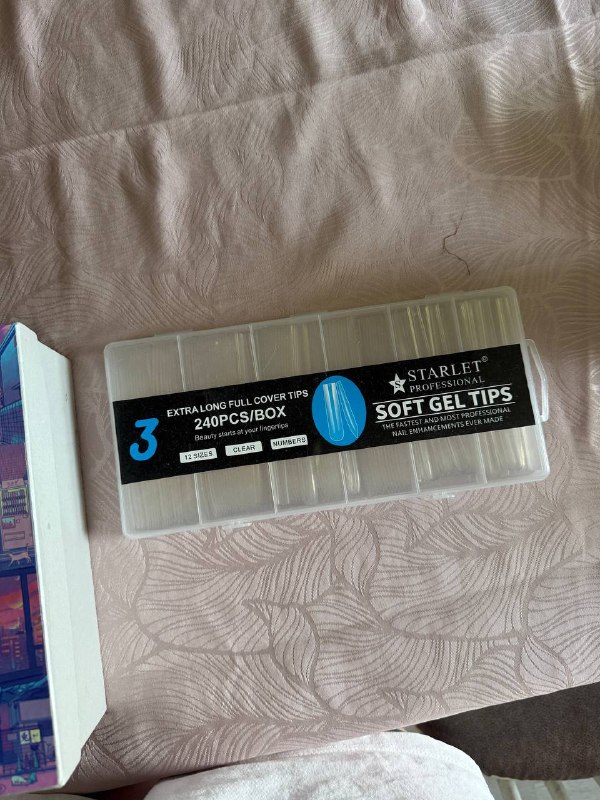 3
EXTRA LONG FULL COVER TIPS
240PCS/BOX
Beauty starts at your fingertips
12 SIZES
CLEAR
NUMBERS
S
STARLET®
PROFESSIONAL
SOFT GEL TIPS
THE FASTEST AND MOST PROFESSIONAL
NAIL ENHANCEMENTS EVER MADE